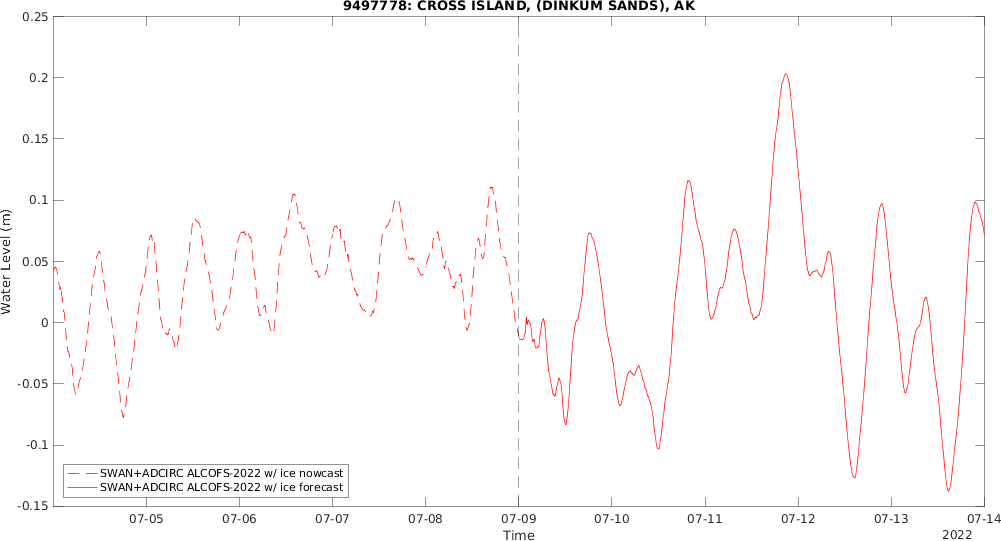 9497778: CROSS ISLAND, (DINKUM SANDS), AK
0.25
0.2
0.15
0.1
0.05
0
-0.05
-0.1
-0.15
Water Level (m)
SWAN+ADCIRC ALCOFS-2022 w/ ice nowcast
SWAN+ADCIRC ALCOFS-2022 w/ ice forecast
07-05 07-06 07-07 07-08 07-09 07-10 07-11 07-12 07-13 07-14
Time
2022